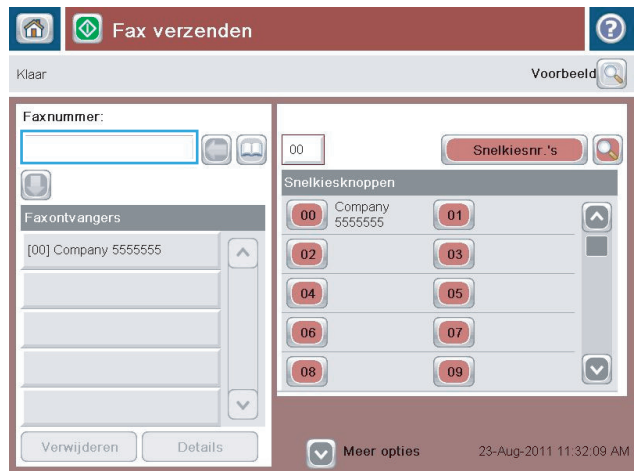 Fax verzenden
Klaar
Voorbeeld
Faxnummer:
00
Snelkiesnr.'s
Snelkiesknoppen
Faxontvangers
[00] Company 5555555
00 Company 5555555 01
02 03
04 05
06 07
08 09
Verwijderen Details
Meer opties
23-Aug-2011 11:32:09 AM